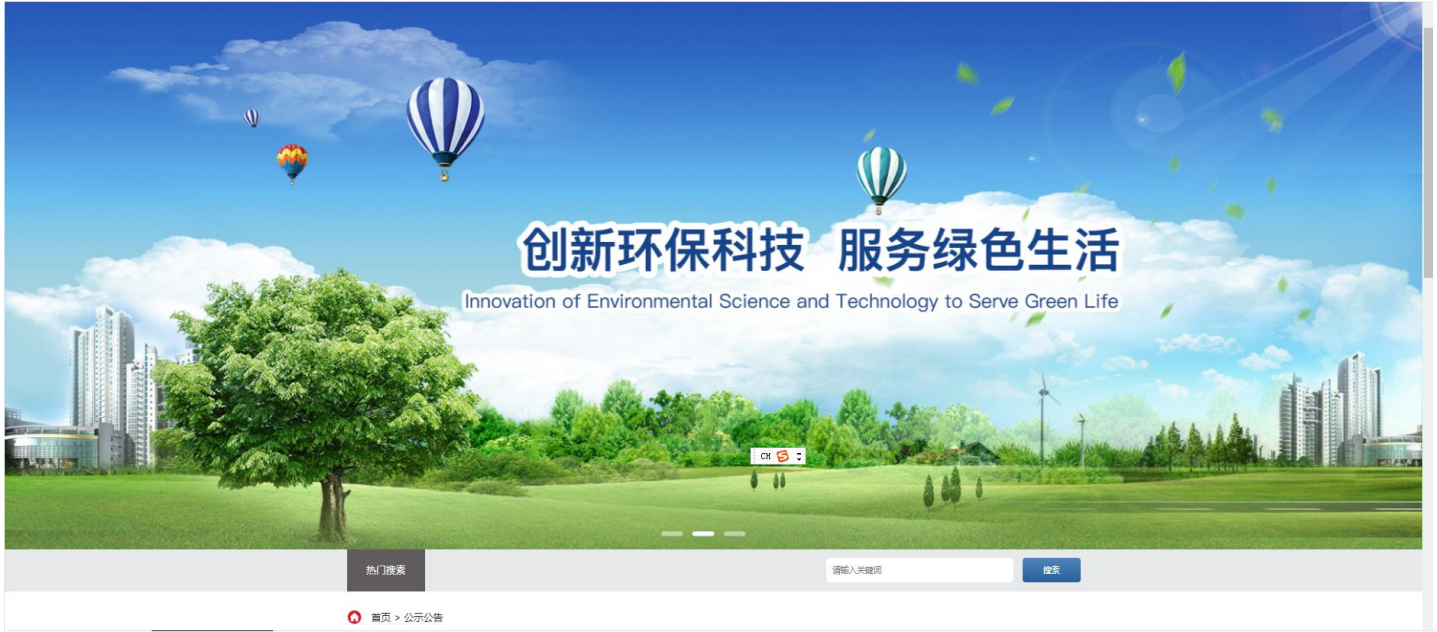 创新环保科技 服务绿色生活
Innovation of Environmental Science and Technology to Serve Green Life
CH
热门搜索
请输入关键词
搜索
首页 > 公示公告